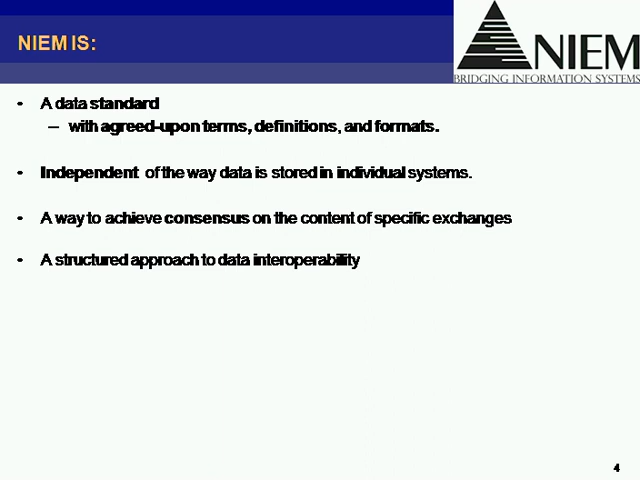 NIEM IS:
NIEM
BRIDGING INFORMATION SYSTEMS
• A data standard
– with agreed-upon terms, definitions, and formats.
• Independent of the way data is stored in individual systems.
• A way to achieve consensus on the content of specific exchanges
• A structured approach to data interoperability
4